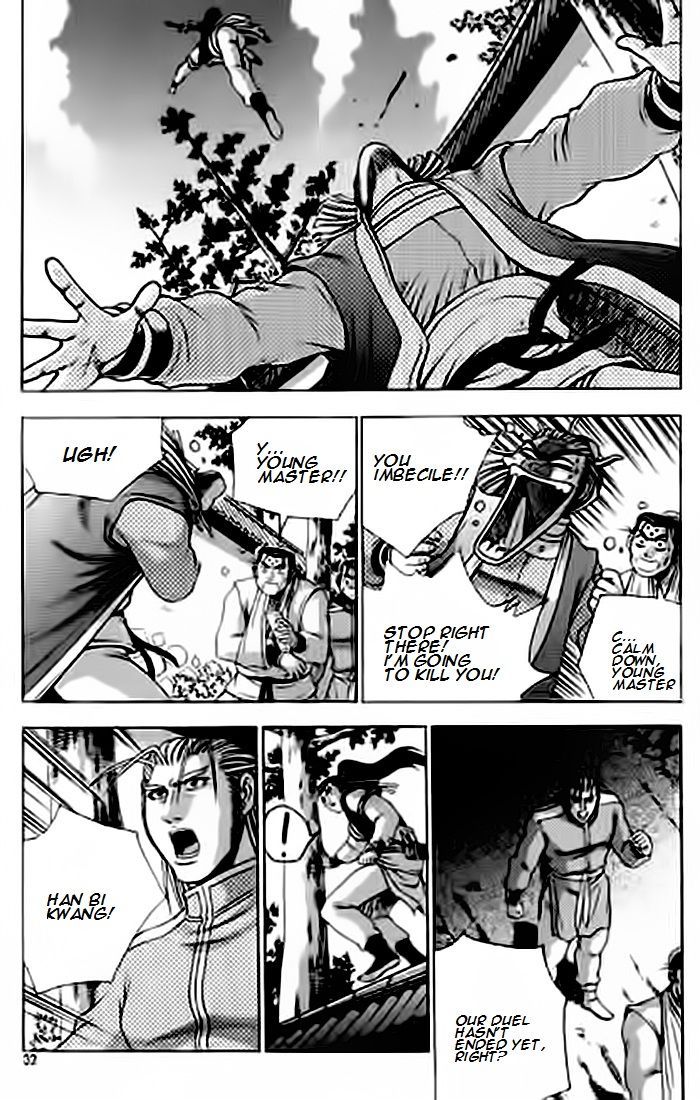 UGH!
Y...
YOUNG
MASTER!!
YOU
IMBECILE!!
STOP RIGHT
THERE!
I'M GOING
TO KILL YOU!
C...
CALM
DOWN,
YOUNG
MASTER
HAN BI
KWANG!
!
OUR DUEL
HASN'T
ENDED YET,
RIGHT?
32